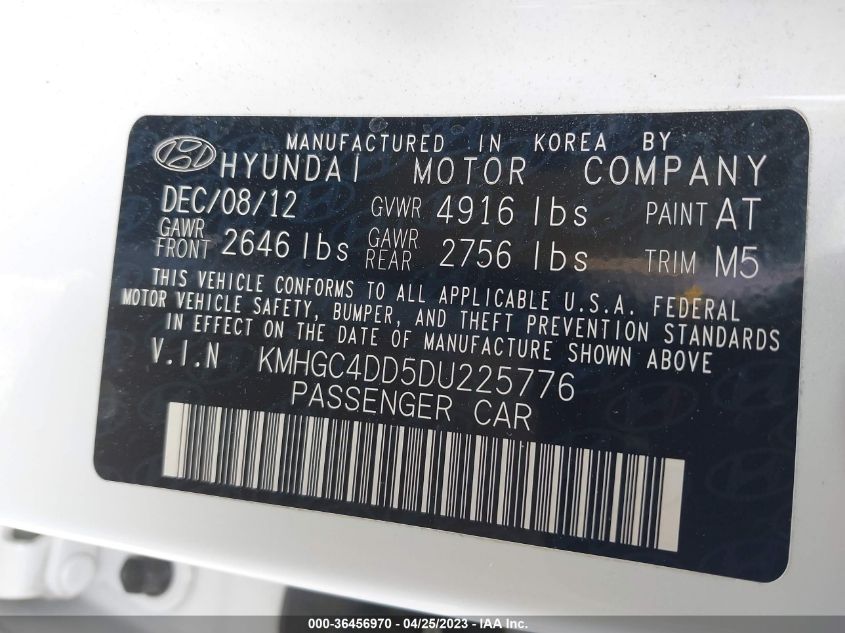 MANUFACTURED IN KOREA BY
HYUNDAI MOTOR COMPANY
DEC/08/12 GVWR 4916 lbs PAINT AT
GAWR FRONT 2646 lbs GAWR REAR 2756 lbs TRIM M5
THIS VEHICLE CONFORMS TO ALL APPLICABLE U.S.A. FEDERAL
MOTOR VEHICLE SAFETY, BUMPER, AND THEFT PREVENTION STANDARDS
IN EFFECT ON THE DATE OF MANUFACTURE SHOWN ABOVE
V.I.N KMHGC4DD5DU225776
PASSENGER CAR
000-36456970 - 04/25/2023 - IAA Inc.